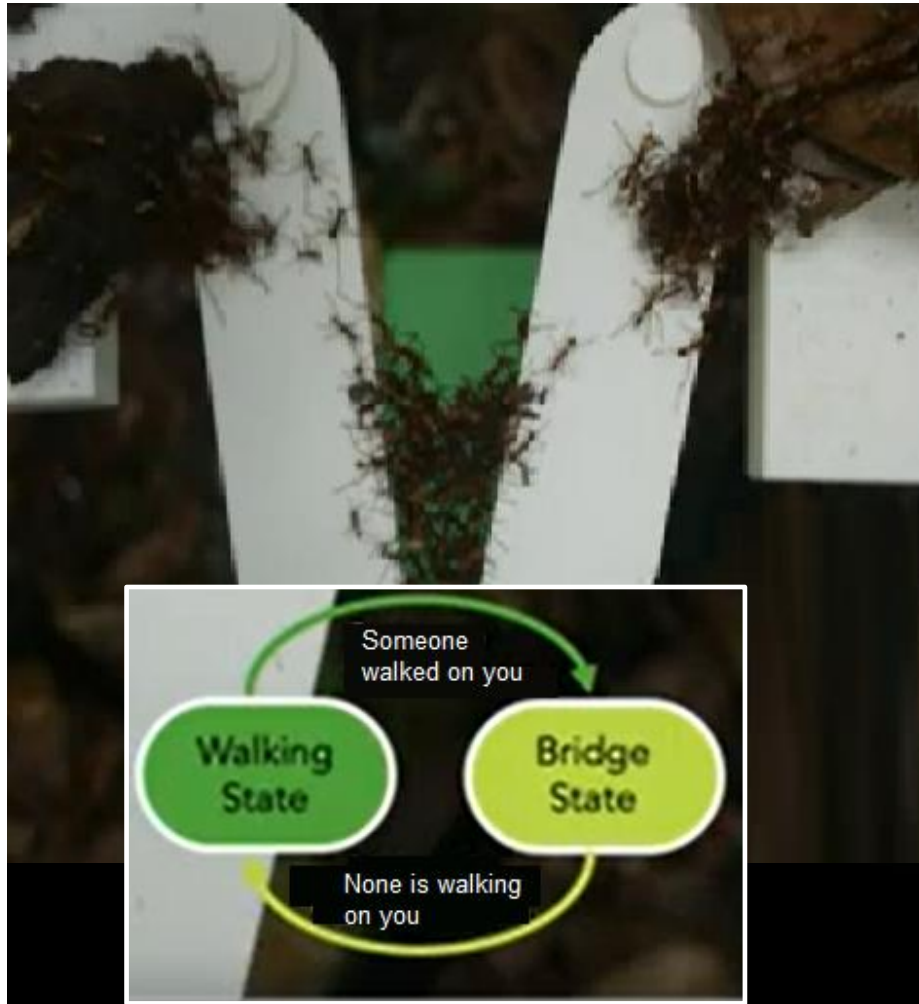 Someone
walked on you
Walking
State
Bridge
State
None is walking
on you